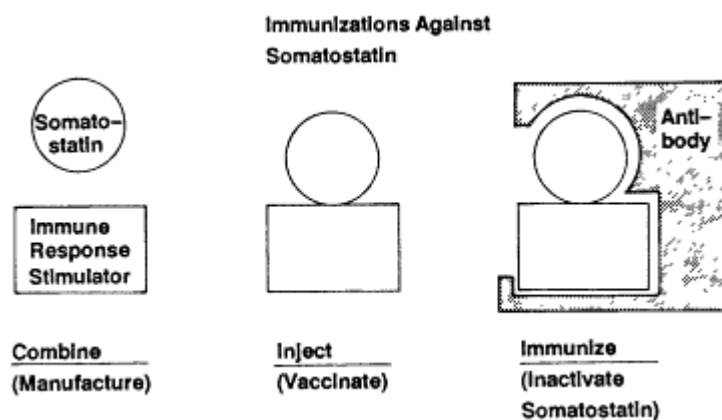 Immunizations Against
Somatostatin
Somato-
statin
Immune
Response
Stimulator
Anti-
body
Combine
(Manufacture)
Inject
(Vaccinate)
Immunize
(Inactivate
Somatostatin)